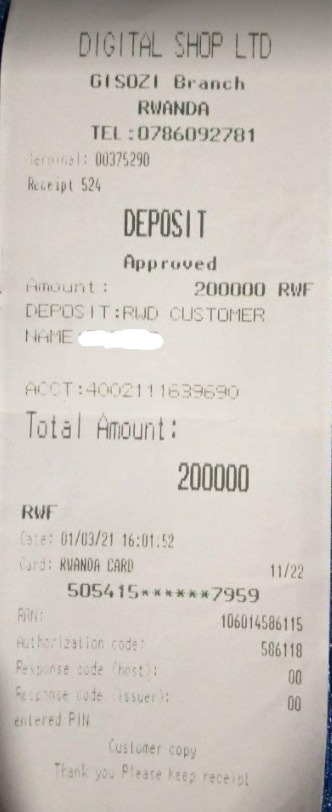 DIGITAL SHOP LTD
GISOZI Branch
RWANDA
TEL :0786092781
Terminal: 00375290
Receipt 524
DEPOSIT
Approved
Amount: 200000 RWF
DEPOSIT:RWD CUSTOMER
NAME
ACCT:4002111639690
Total Amount:
200000
RWF
Date: 01/03/21 16:01:52
Card: RWANDA CARD 11/22
505415******7959
RRN: 106014586115
Authorization code: 586118
Response code (host): 00
Response code (issuer): 00
entered PIN
Customer copy
Thank you Please Keep receipt